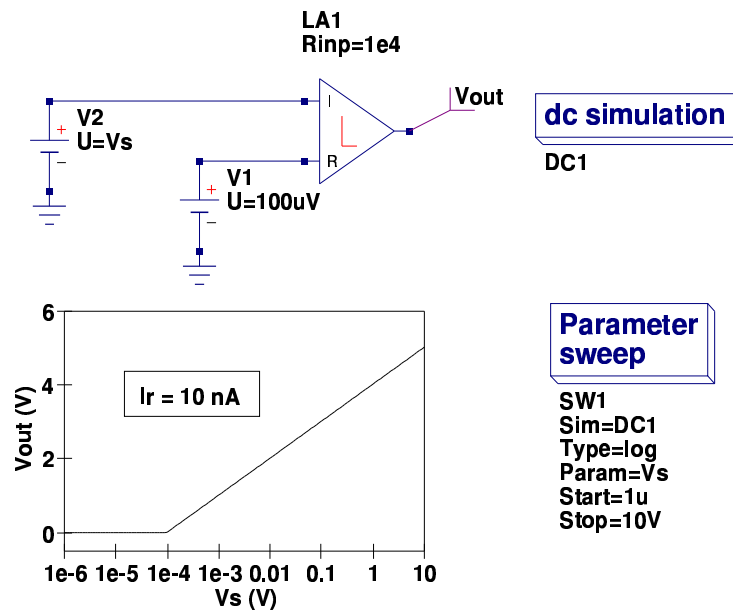 LA1
Rinp=1e4
I
R
Vout
V2
U=Vs
V1
U=100uV
dc simulation
DC1
6
4
2
0
Vout (V)
Ir = 10 nA
1e-6 1e-5 1e-4 1e-3 0.01 0.1 1 10
Vs (V)
Parameter
sweep
SW1
Sim=DC1
Type=log
Param=Vs
Start=1u
Stop=10V